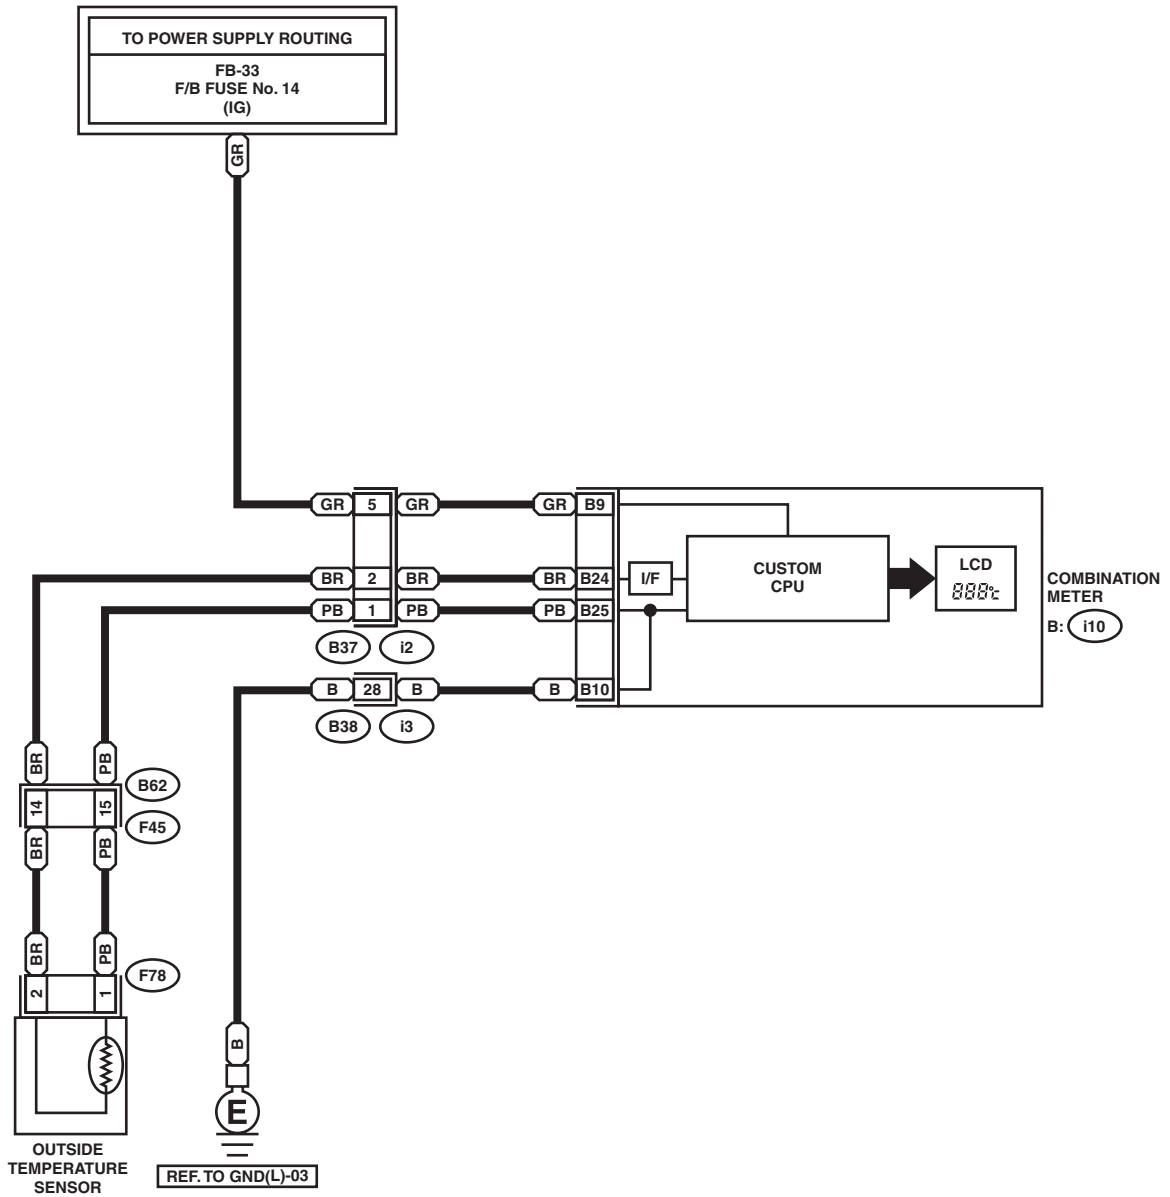 TO POWER SUPPLY ROUTING
FB-33
F/B FUSE No. 14
(IG)
GR
GR 5 GR GR B9
BR 2 BR BR B24 I/F
PB 1 PB PB B25
CUSTOM
CPU
LCD
888℃
COMBINATION
METER
B: i10
B37 i2
B 28 B B B10
B38 i3
BR PB
B62
14 15
F45
BR PB
BR PB
F78
2 1
B
E
OUTSIDE
TEMPERATURE
SENSOR
REF. TO GND(L)-03